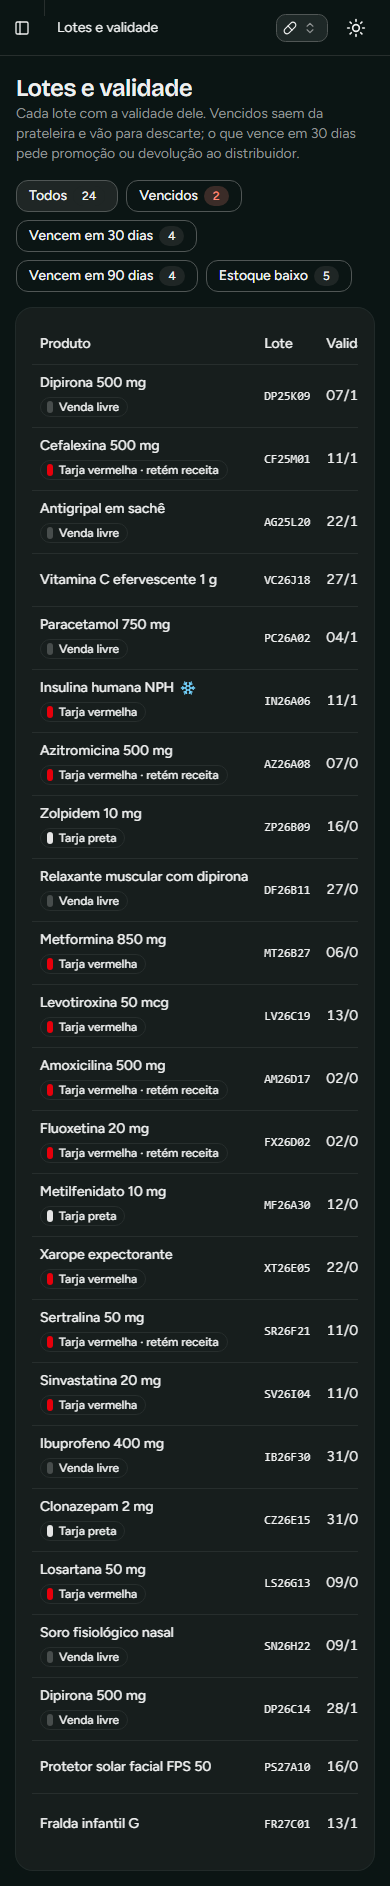 Lotes e validade
Lotes e validade
Cada lote com a validade dele. Vencidos saem da
prateleira e vão para descarte; o que vence em 30 dias
pede promoção ou devolução ao distribuidor.
Todos 24 Vencidos 2
Vencem em 30 dias 4
Vencem em 90 dias 4 Estoque baixo 5
Produto Lote Valid
Dipirona 500 mg
Venda livre
DP25K09 07/1
Cefalexina 500 mg
Tarja vermelha · retém receita
CF25M01 11/1
Antigripal em sachê
Venda livre
AG25L20 22/1
Vitamina C efervescente 1 g VC26J18 27/1
Paracetamol 750 mg
Venda livre
PC26A02 04/1
Insulina humana NPH
Tarja vermelha
IN26A06 11/1
Azitromicina 500 mg
Tarja vermelha · retém receita
AZ26A08 07/0
Zolpidem 10 mg
Tarja preta
ZP26B09 16/0
Relaxante muscular com dipirona
Venda livre
DF26B11 27/0
Metformina 850 mg
Tarja vermelha
MT26B27 06/0
Levotiroxina 50 mcg
Tarja vermelha
LV26C19 13/0
Amoxicilina 500 mg
Tarja vermelha · retém receita
AM26D17 02/0
Fluoxetina 20 mg
Tarja vermelha · retém receita
FX26D02 02/0
Metilfenidato 10 mg
Tarja preta
MF26A30 12/0
Xarope expectorante
Tarja vermelha
XT26E05 22/0
Sertralina 50 mg
Tarja vermelha · retém receita
SR26F21 11/0
Sinvastatina 20 mg
Tarja vermelha
SV26I04 11/0
Ibuprofeno 400 mg
Venda livre
IB26F30 31/0
Clonazepam 2 mg
Tarja preta
CZ26E15 31/0
Losartana 50 mg
Tarja vermelha
LS26G13 09/0
Soro fisiológico nasal
Venda livre
SN26H22 09/1
Dipirona 500 mg
Venda livre
DP26C14 28/1
Protetor solar facial FPS 50 PS27A10 16/0
Fralda infantil G FR27C01 13/1